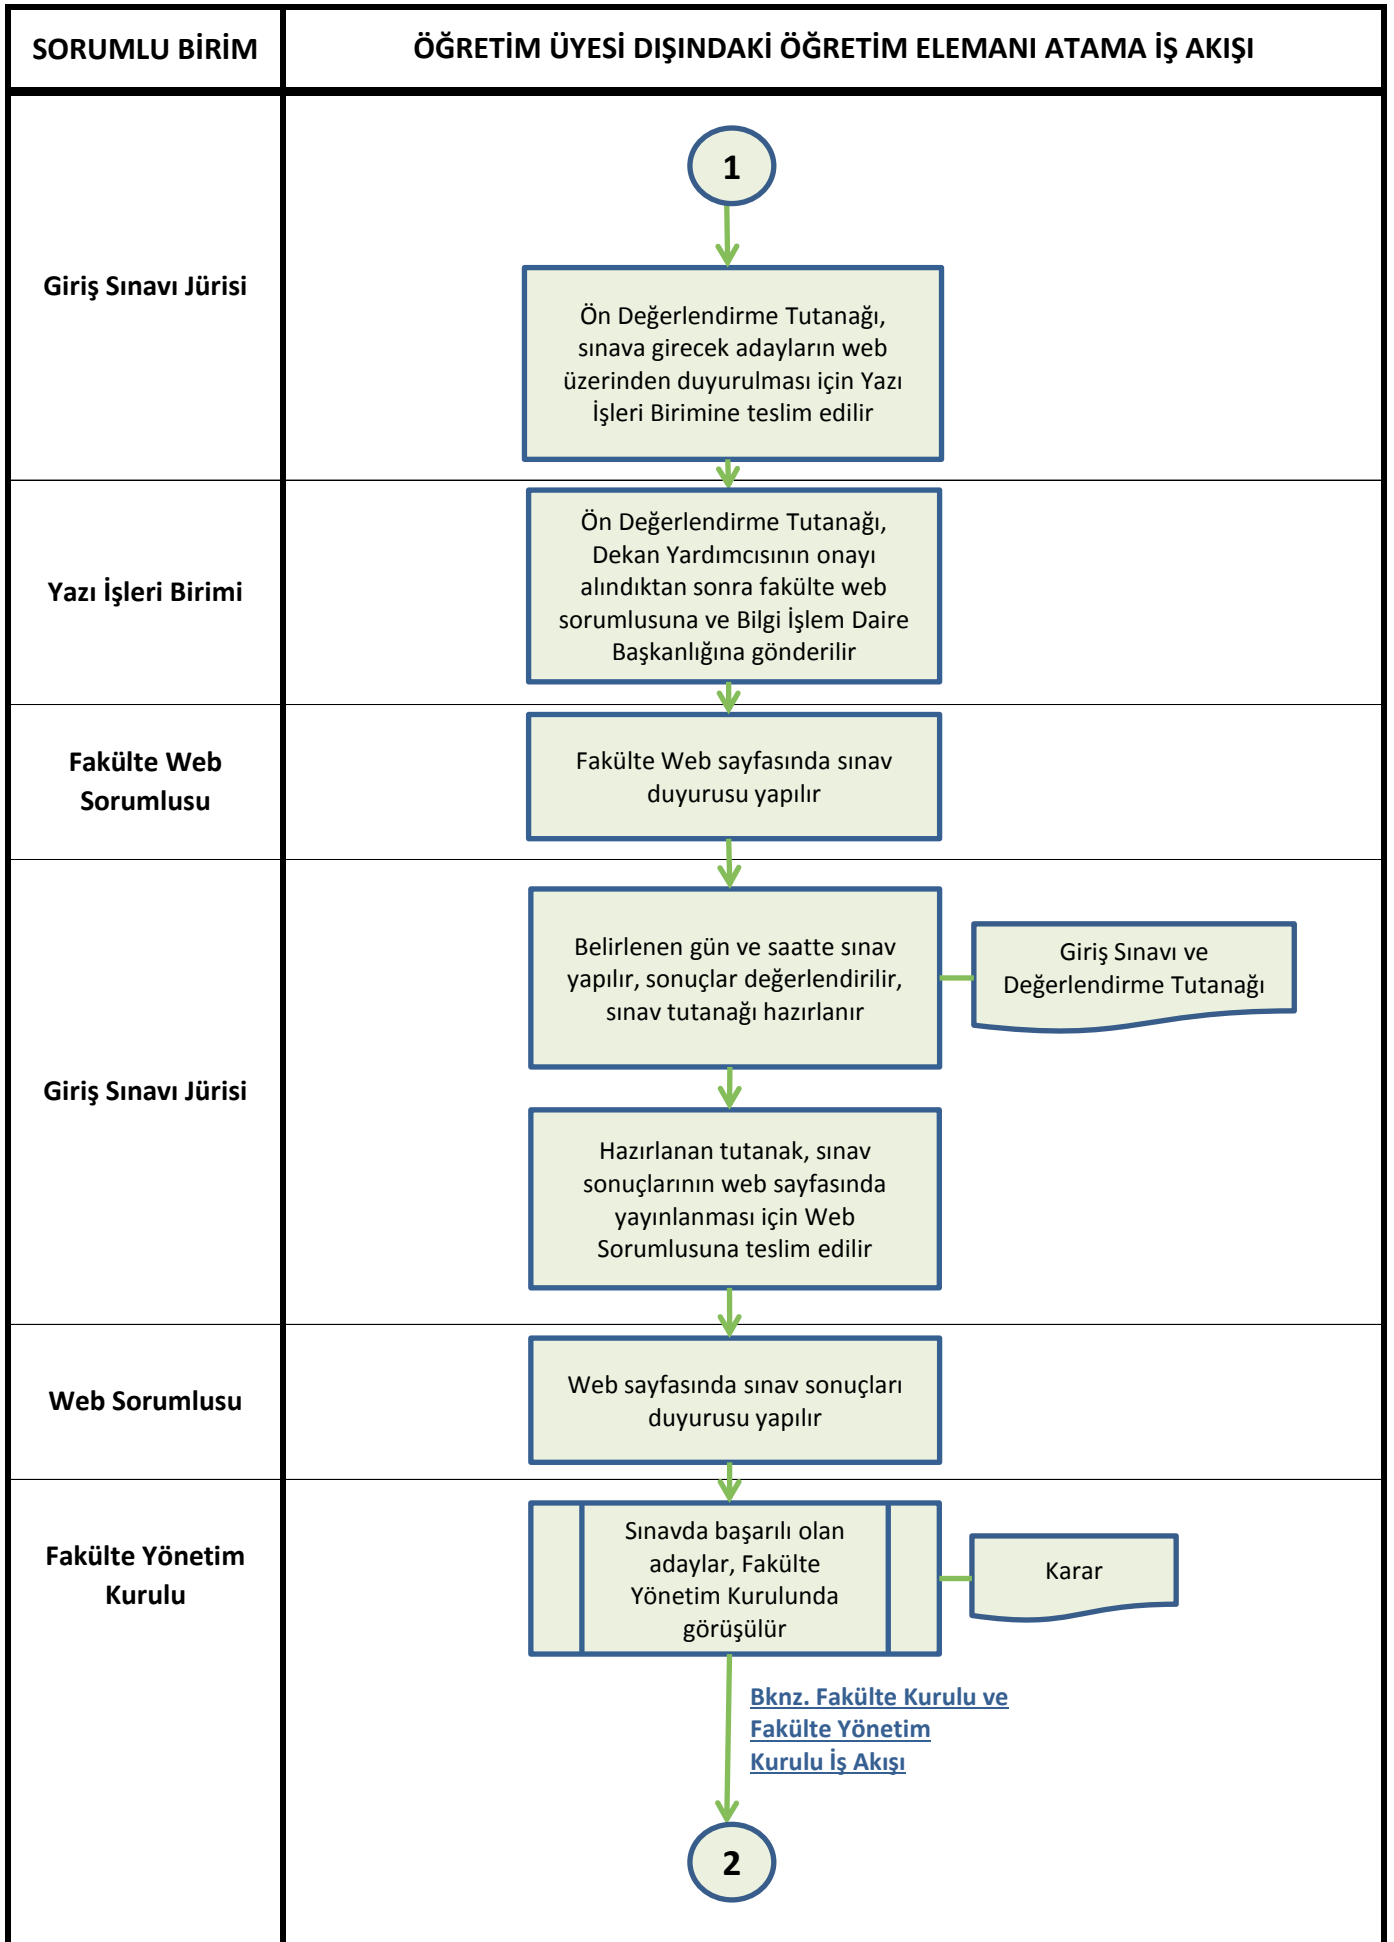 SORUMLU BİRİM
ÖĞRETİM ÜYESİ DIŞINDAKİ ÖĞRETİM ELEMANI ATAMA İŞ AKIŞI
1
Giriş Sınavı Jürisi
Ön Değerlendirme Tutanağı,
sınava girecek adayların web
üzerinden duyurulması için Yazı
İşleri Birimine teslim edilir
Yazı İşleri Birimi
Ön Değerlendirme Tutanağı,
Dekan Yardımcısının onayı
alındıktan sonra fakülte web
sorumlusuna ve Bilgi İşlem Daire
Başkanlığına gönderilir
Fakülte Web
Sorumlusu
Fakülte Web sayfasında sınav
duyurusu yapılır
Giriş Sınavı Jürisi
Belirlenen gün ve saatte sınav
yapılır, sonuçlar değerlendirilir,
sınav tutanağı hazırlanır
Giriş Sınavı ve
Değerlendirme Tutanağı
Hazırlanan tutanak, sınav
sonuçlarının web sayfasında
yayınlanması için Web
Sorumlusuna teslim edilir
Web Sorumlusu
Web sayfasında sınav sonuçları
duyurusu yapılır
Fakülte Yönetim
Kurulu
Sınavda başarılı olan
adaylar, Fakülte
Yönetim Kurulunda
görüşülür
Karar
Bknz. Fakülte Kurulu ve
Fakülte Yönetim
Kurulu İş Akışı
2